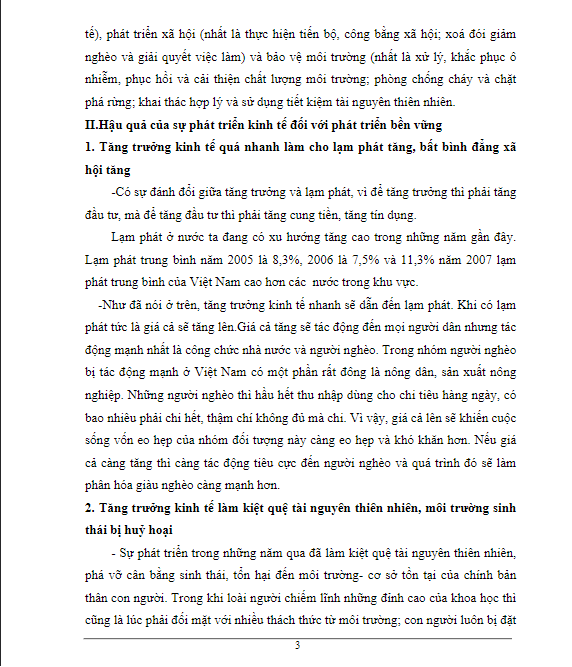 tế), phát triển xã hội (nhất là thực hiện tiến bộ, công bằng xã hội; xoá đói giảm
nghèo và giải quyết việc làm) và bảo vệ môi trường (nhất là xử lý, khắc phục ô
nhiễm, phục hồi và cải thiện chất lượng môi trường; phòng chống cháy và chặt
phá rừng; khai thác hợp lý và sử dụng tiết kiệm tài nguyên thiên nhiên.
II.Hậu quả của sự phát triển kinh tế đối với phát triển bền vững
1. Tăng trưởng kinh tế quá nhanh làm cho lạm phát tăng, bất bình đẳng xã
hội tăng
-Có sự đánh đổi giữa tăng trưởng và lạm phát, vì để tăng trưởng thì phải tăng
đầu tư, mà để tăng đầu tư thì phải tăng cung tiền, tăng tín dụng.
Lạm phát ở nước ta đang có xu hướng tăng cao trong những năm gần đây.
Lạm phát trung bình năm 2005 là 8,3%, 2006 là 7,5% và 11,3% năm 2007 lạm
phát trung bình của Việt Nam cao hơn các nước trong khu vực.
-Như đã nói ở trên, tăng trưởng kinh tế nhanh sẽ dẫn đến lạm phát. Khi có lạm
phát tức là giá cả sẽ tăng lên.Giá cả tăng sẽ tác động đến mọi người dân nhưng tác
động mạnh nhất là công chức nhà nước và người nghèo. Trong nhóm người nghèo
bị tác động mạnh ở Việt Nam có một phần rất đông là nông dân, sản xuất nông
nghiệp. Những người nghèo thì hầu hết thu nhập dùng cho chi tiêu hàng ngày, có
bao nhiêu phải chi hết, thậm chí không đủ mà chi. Vì vậy, giá cả lên sẽ khiến cuộc
sống vốn eo hẹp của nhóm đối tượng này càng eo hẹp và khó khăn hơn. Nếu giá
cả càng tăng thì càng tác động tiêu cực đến người nghèo và quá trình đó sẽ làm
phân hóa giàu nghèo càng mạnh hơn.
2. Tăng trưởng kinh tế làm kiệt quệ tài nguyên thiên nhiên, môi trường sinh
thái bị huỷ hoại
- Sự phát triển trong những năm qua đã làm kiệt quệ tài nguyên thiên nhiên,
phá vỡ cân bằng sinh thái, tổn hại đến môi trường- cơ sở tồn tại của chính bản
thân con người. Trong khi loài người chiếm lĩnh những đỉnh cao của khoa học thì
cũng là lúc phải đối mặt với nhiều thách thức từ môi trường; con người luôn bị đặt
3